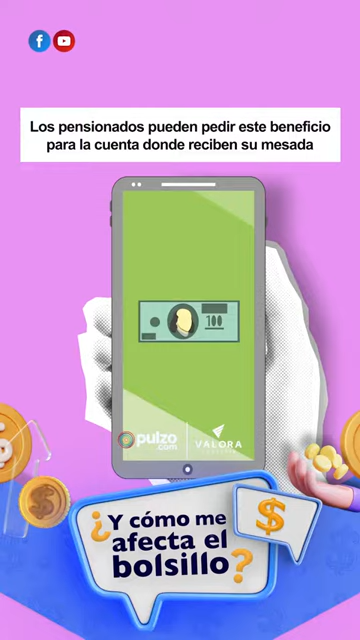 Los pensionados pueden pedir este beneficio
para la cuenta donde reciben su mesada
100
pulzo
.com
VALORA
¿Y cómo me
afecta el
bolsillo?
$
$